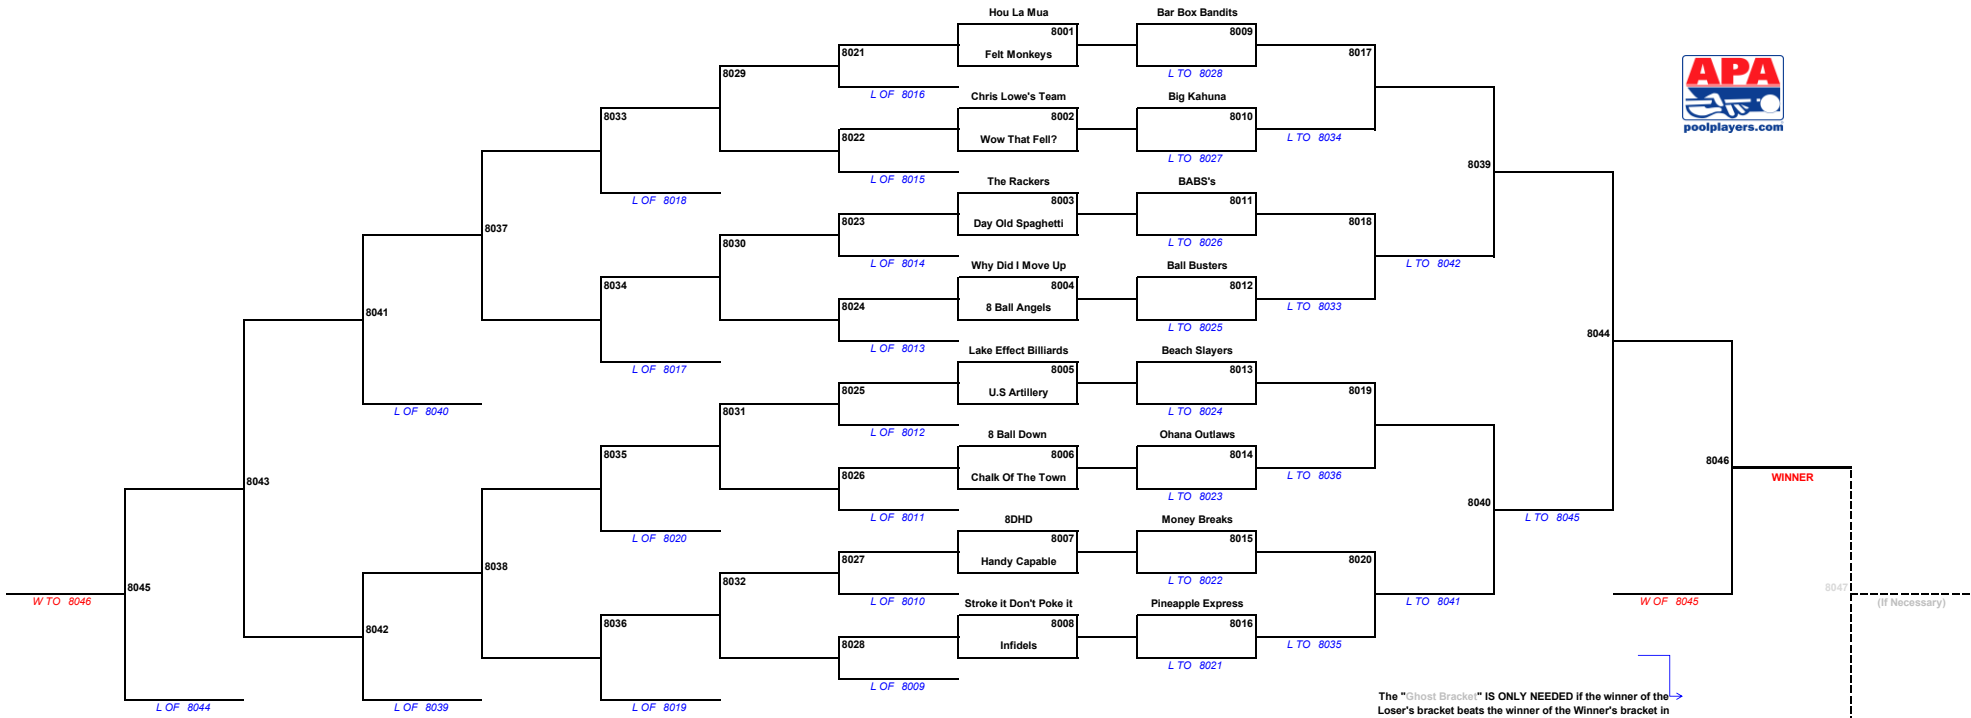 Hou La Mua Bar Box Bandits
8001 8009
8021 8017
Felt Monkeys
8029 L TO 8028
L OF 8016 Chris Lowe's Team Big Kahuna
8033 8002 8010
8022 Wow That Fell? L TO 8034
L TO 8027
L OF 8015 The Rackers BABS's
8039
L OF 8018 8003 8011
8023 Day Old Spaghetti 8018
8037 8030 L TO 8026
L OF 8014 Why Did I Move Up Ball Busters L TO 8042
8034 8004 8012
8024 8 Ball Angels L TO 8033
8041 L TO 8025
L OF 8013 Lake Effect Billiards Beach Slayers
8044
L OF 8017 8005 8013
8025 U.S Artillery 8019
L OF 8040 8031 L TO 8024
L OF 8012 8 Ball Down Ohana Outlaws
8035 8006 8014
8046
8026 Chalk Of The Town L TO 8036
WINNER
8043 L TO 8023
8040
L OF 8011 8DHD Money Breaks L TO 8045
L OF 8020 8007 8015
8027 Handy Capable 8020
8038 8032 L TO 8022
8045 8047
W TO 8046 L OF 8010 Stroke it Don't Poke it Pineapple Express L TO 8041 W OF 8045 (If Necessary)
8042 8036 8008 8016
8028 Infidels L TO 8035
L TO 8021
L OF 8009
L OF 8044 L OF 8039 L OF 8019
APA
poolplayers.com
The "Ghost Bracket" IS ONLY NEEDED if the winner of the
Loser's bracket beats the winner of the Winner's bracket in